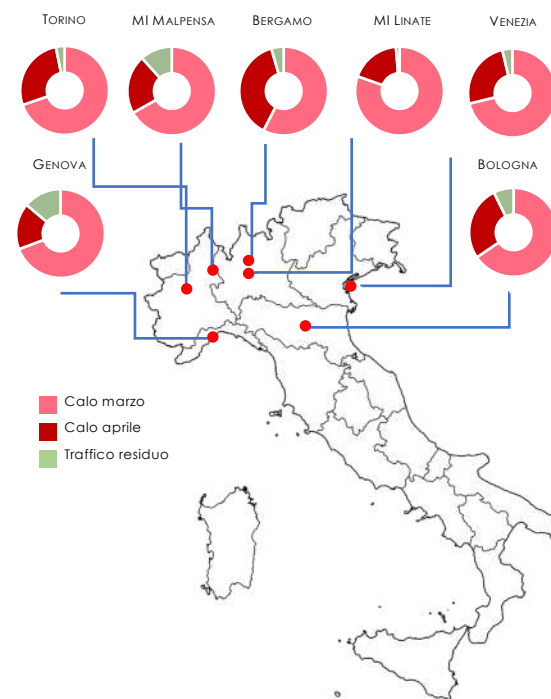 TORINO
MI MALPENSA
BERGAMO
MI LINATE
VENEZIA
GENOVA
BOLOGNA
Calo marzo
Calo aprile
Traffico residuo